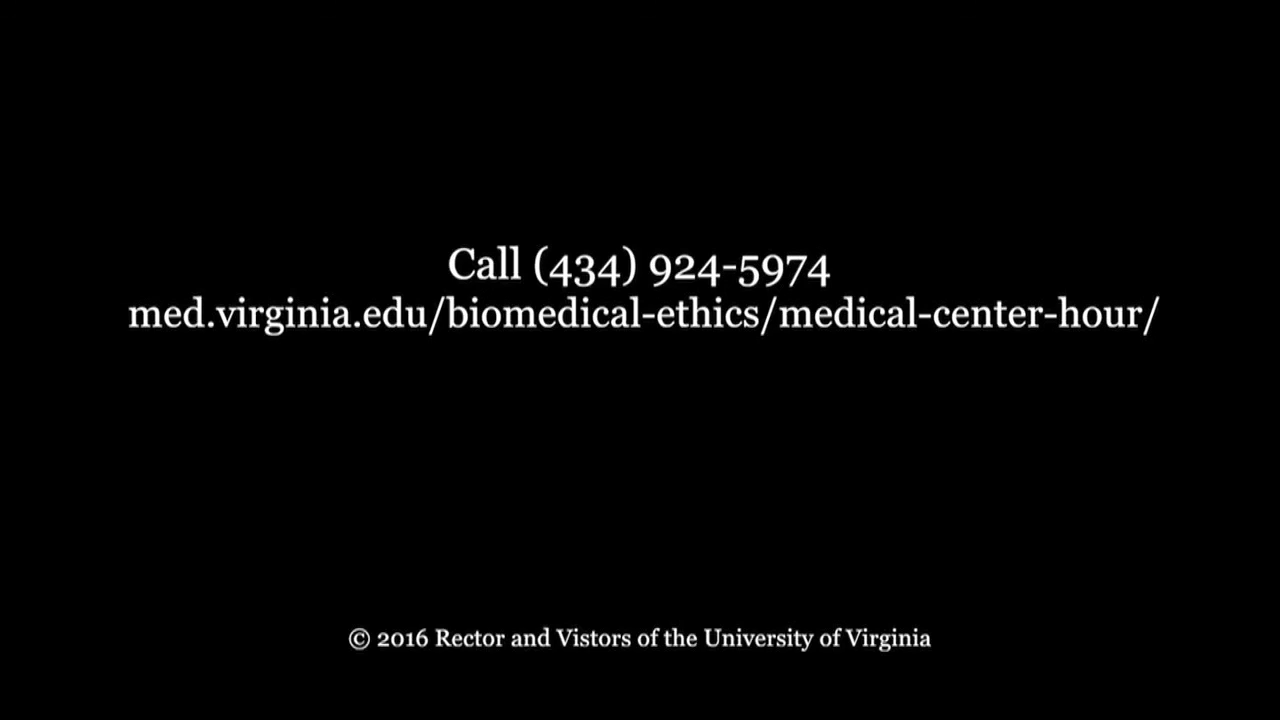 Call (434) 924-5974
med.virginia.edu/biomedical-ethics/medical-center-hour/
© 2016 Rector and Vistors of the University of Virginia